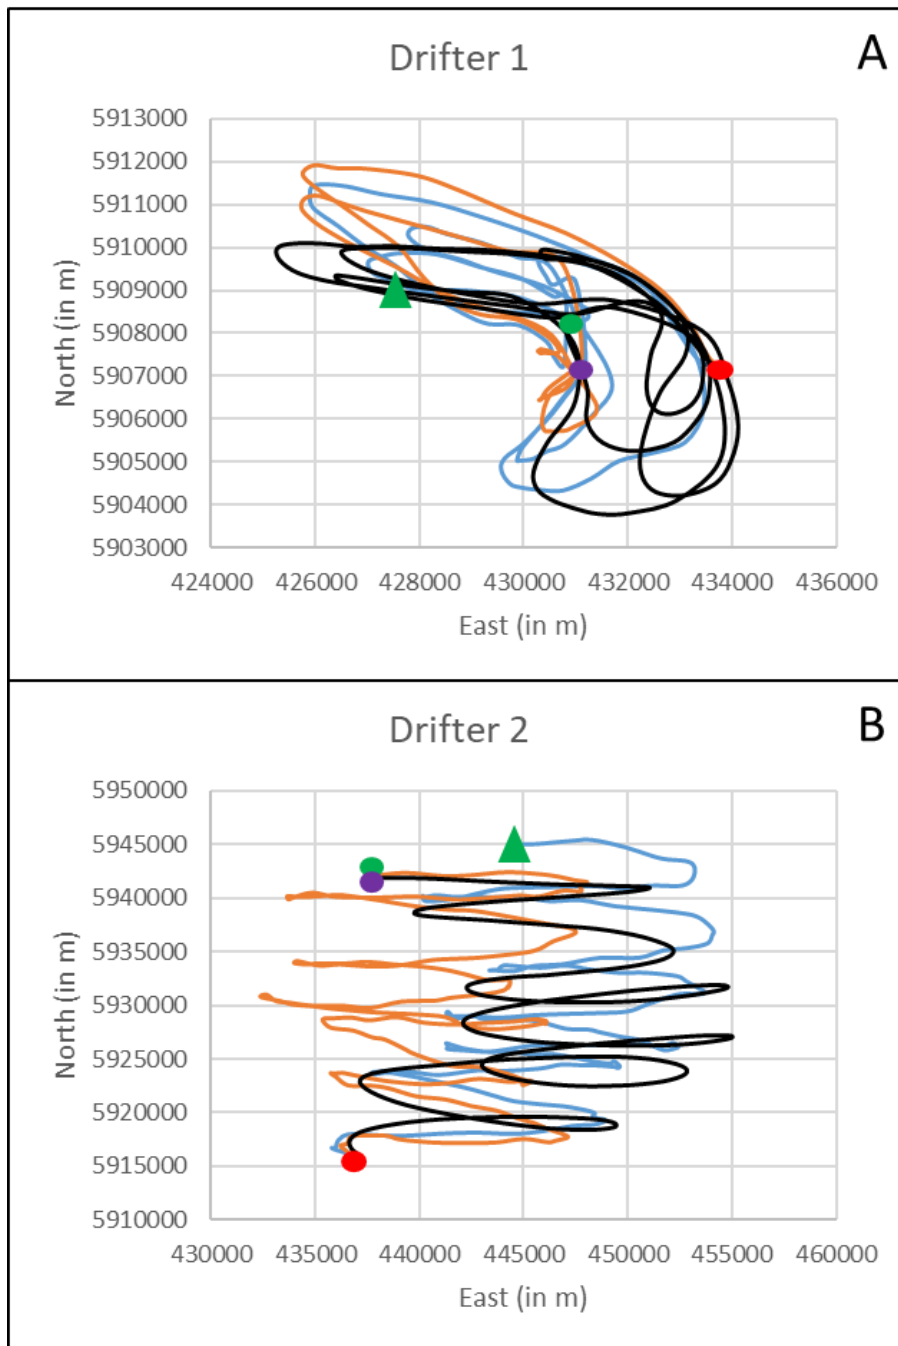 Drifter 1
A
North (in m)
5913000
5912000
5911000
5910000
5909000
5908000
5907000
5906000
5905000
5904000
5903000
424000 426000 428000 430000 432000 434000 436000
East (in m)
Drifter 2
B
North (in m)
5950000
5945000
5940000
5935000
5930000
5925000
5920000
5915000
5910000
430000 435000 440000 445000 450000 455000 460000
East (in m)